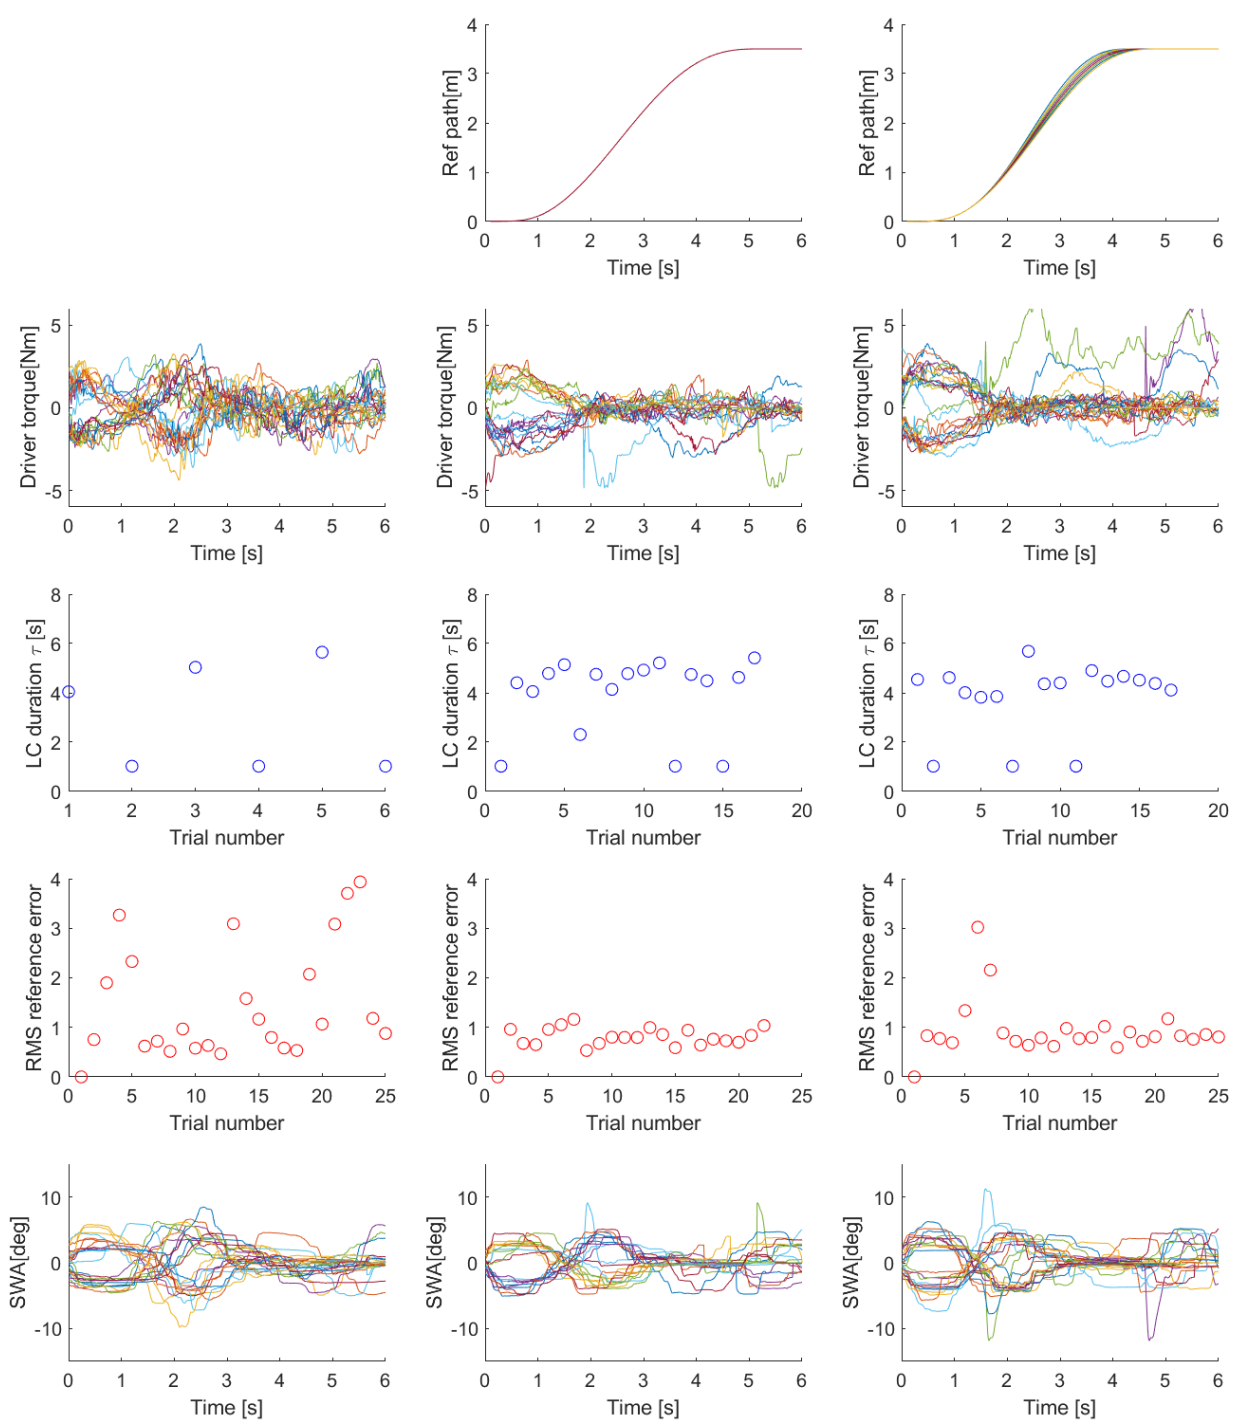 4
3
2
1
0
Ref path[m]
0 1 2 3 4 5 6
Time [s]
4
3
2
1
0
Ref path[m]
0 1 2 3 4 5 6
Time [s]
5
0
-5
Driver torque[Nm]
0 1 2 3 4 5 6
Time [s]
5
0
-5
Driver torque[Nm]
0 1 2 3 4 5 6
Time [s]
5
0
-5
Driver torque[Nm]
0 1 2 3 4 5 6
Time [s]
8
6
4
2
0
LC duration τ [s]
1 2 3 4 5 6
Trial number
8
6
4
2
0
LC duration τ [s]
0 5 10 15 20
Trial number
8
6
4
2
0
LC duration τ [s]
0 5 10 15 20
Trial number
4
3
2
1
0
RMS reference error
0 5 10 15 20 25
Trial number
4
3
2
1
0
RMS reference error
0 5 10 15 20 25
Trial number
4
3
2
1
0
RMS reference error
0 5 10 15 20 25
Trial number
10
0
-10
SWA[deg]
0 1 2 3 4 5 6
Time [s]
10
0
-10
SWA[deg]
0 1 2 3 4 5 6
Time [s]
10
0
-10
SWA[deg]
0 1 2 3 4 5 6
Time [s]